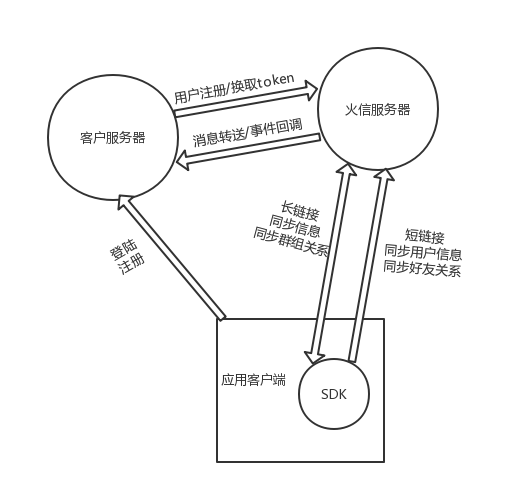 用户注册/换取token
客户服务器
火信服务器
消息转送/事件回调
长链接
同步信息
同步群组关系
短链接
同步用户信息
同步好友关系
登陆
注册
应用客户端
SDK